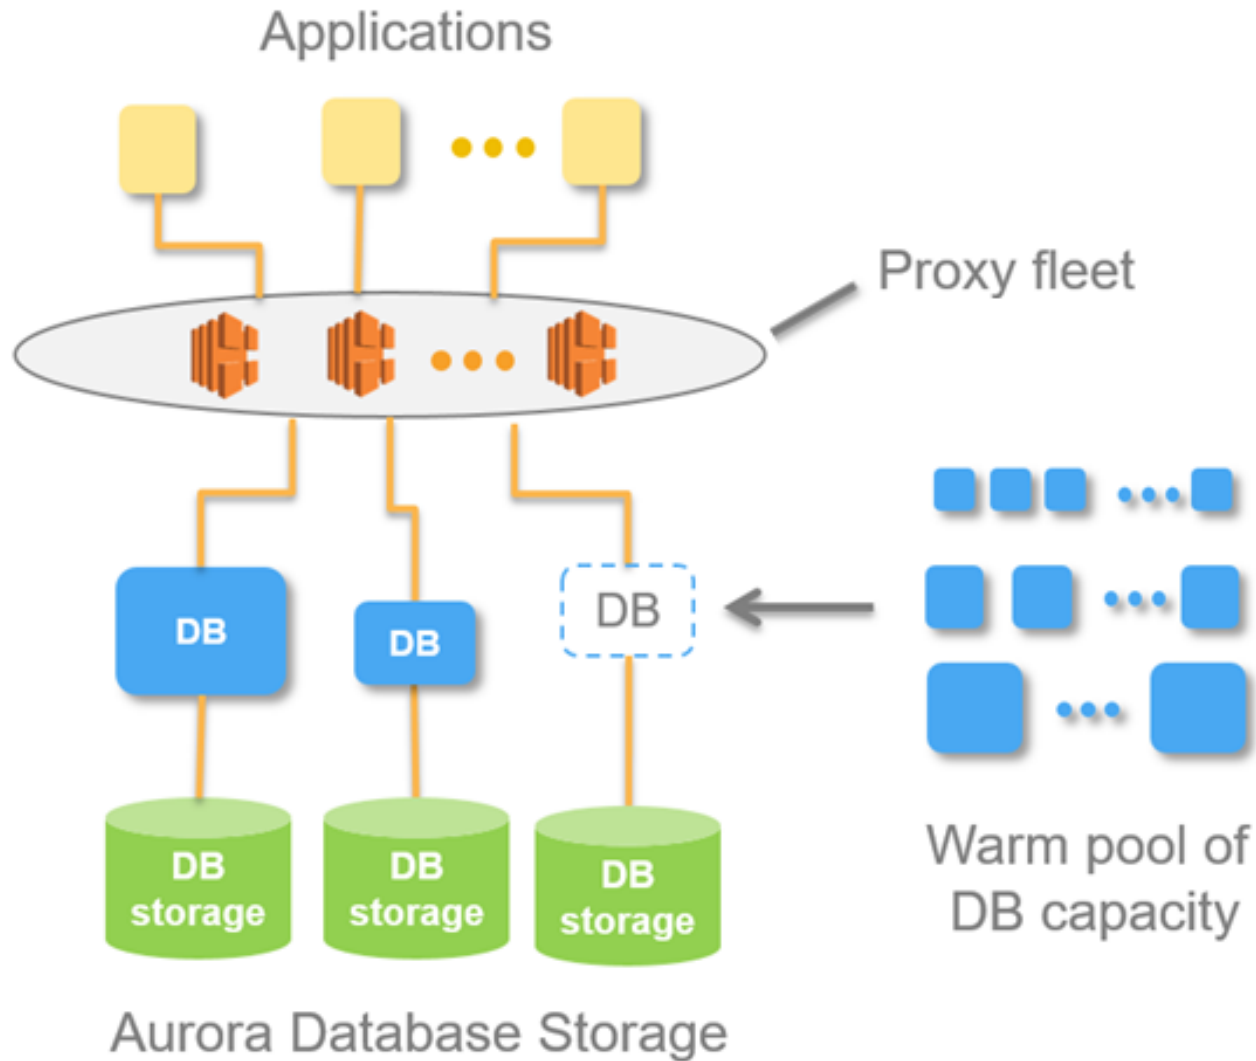 Applications
Proxy fleet
DB
DB
DB
DB
storage
DB
storage
DB
storage
Warm pool of
DB capacity
Aurora Database Storage